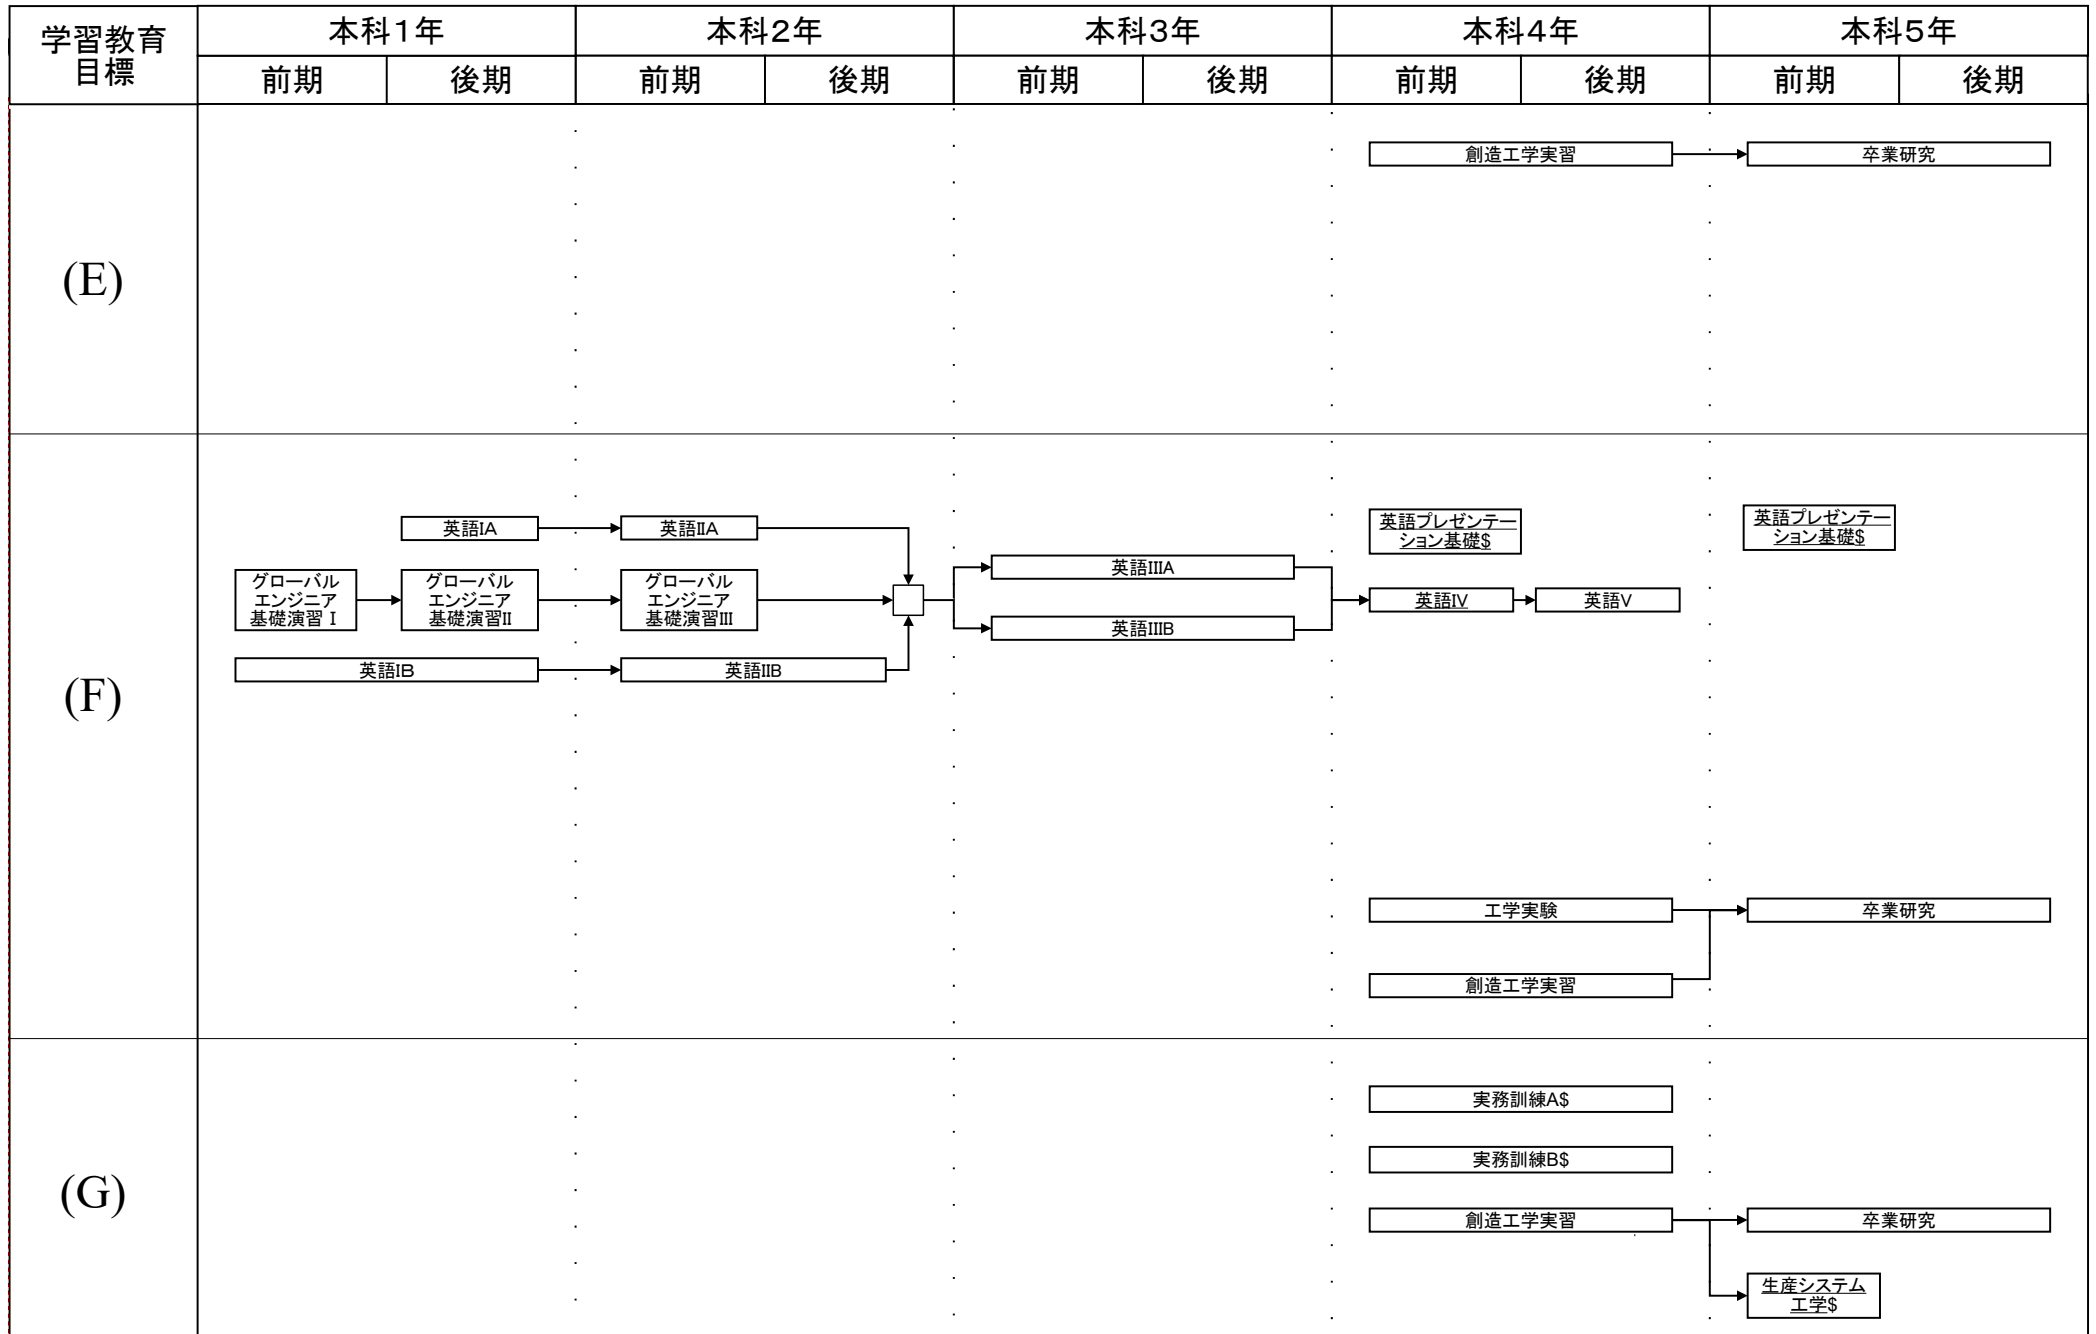 学習教育
目標
本科1年
本科2年
本科3年
本科4年
本科5年
前期
後期
前期
後期
前期
後期
前期
後期
前期
後期
(E)
創造工学実習
卒業研究
(F)
英語IA
英語IIA
グローバル
エンジニア
基礎演習 I
グローバル
エンジニア
基礎演習II
グローバル
エンジニア
基礎演習III
英語IB
英語IIB
英語IIIA
英語IIIB
英語プレゼンテー
ション基礎$
英語プレゼンテー
ション基礎$
英語IV
英語V
工学実験
卒業研究
創造工学実習
(G)
実務訓練A$
実務訓練B$
創造工学実習
卒業研究
生産システム
工学$